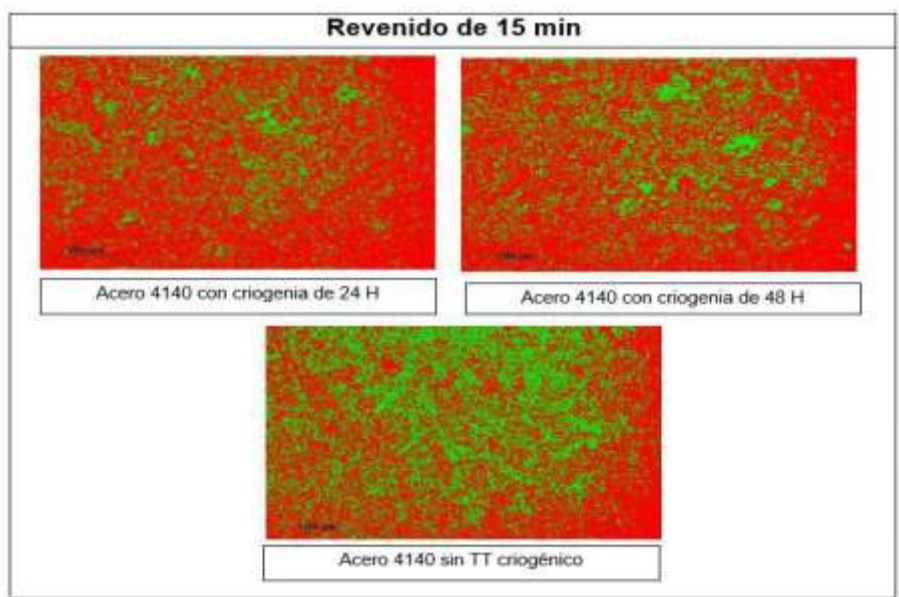 Revenido de 15 min
Acero 4140 con criogenia de 24 H
Acero 4140 con criogenia de 48 H
Acero 4140 sin TT criogénico